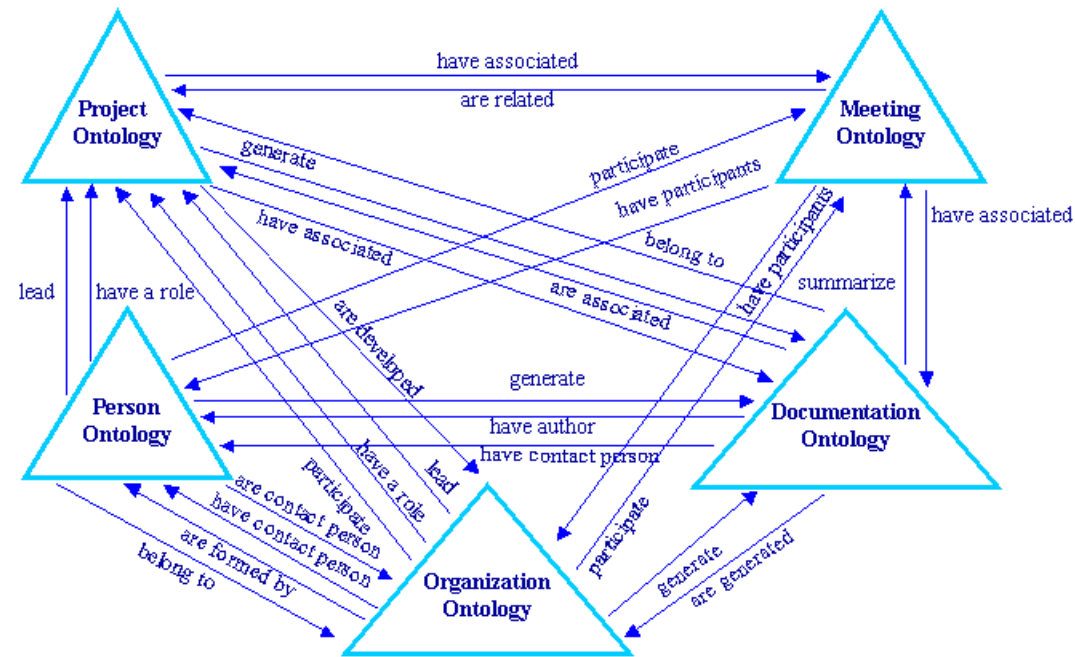 have associated
are related
Project
Ontology
Meeting
Ontology
generate
participate
have participants
have associated
belong to
have participants
have associated
are associated
summarize
lead
have a role
are developed
generate
Person
Ontology
have author
have contact person
Documentation
Ontology
are contact person
have contact person
are formed by
belong to
participate
have a role
lead
participate
Organization
Ontology
generate
are generated